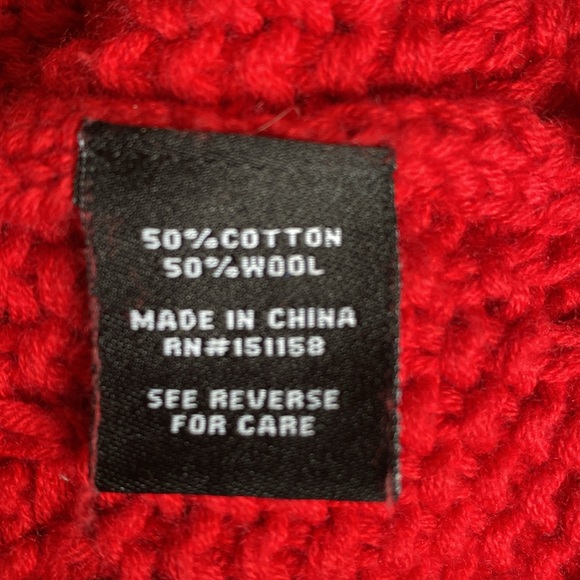 50%COTTON
50%WOOL
MADE IN CHINA
RN#151158
SEE REVERSE
FOR CARE